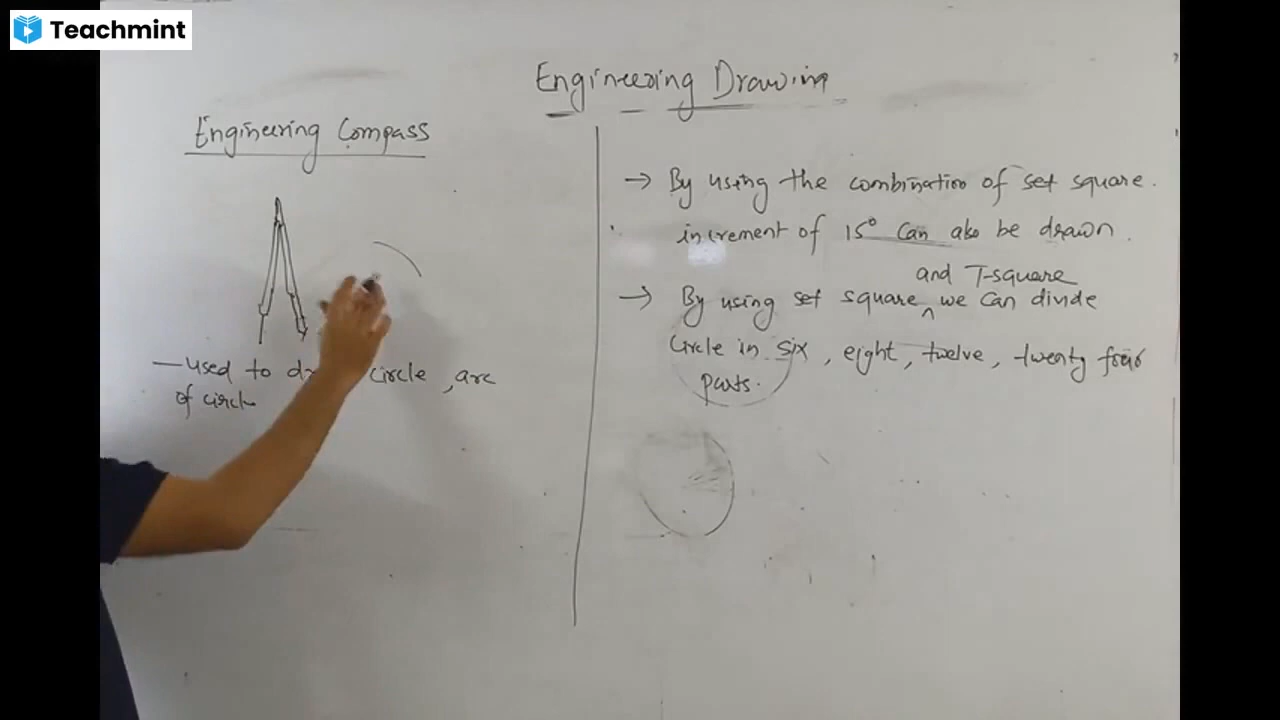 Teachmint
Engineering Drawing
Engineering Compass
— used to circle, arc
of circle
→ By using the combination of set square.
increment of 15° can also be drawn.
and T-square
→ By using set square ^ we can divide
circle in six, eight, twelve, twenty four
parts.